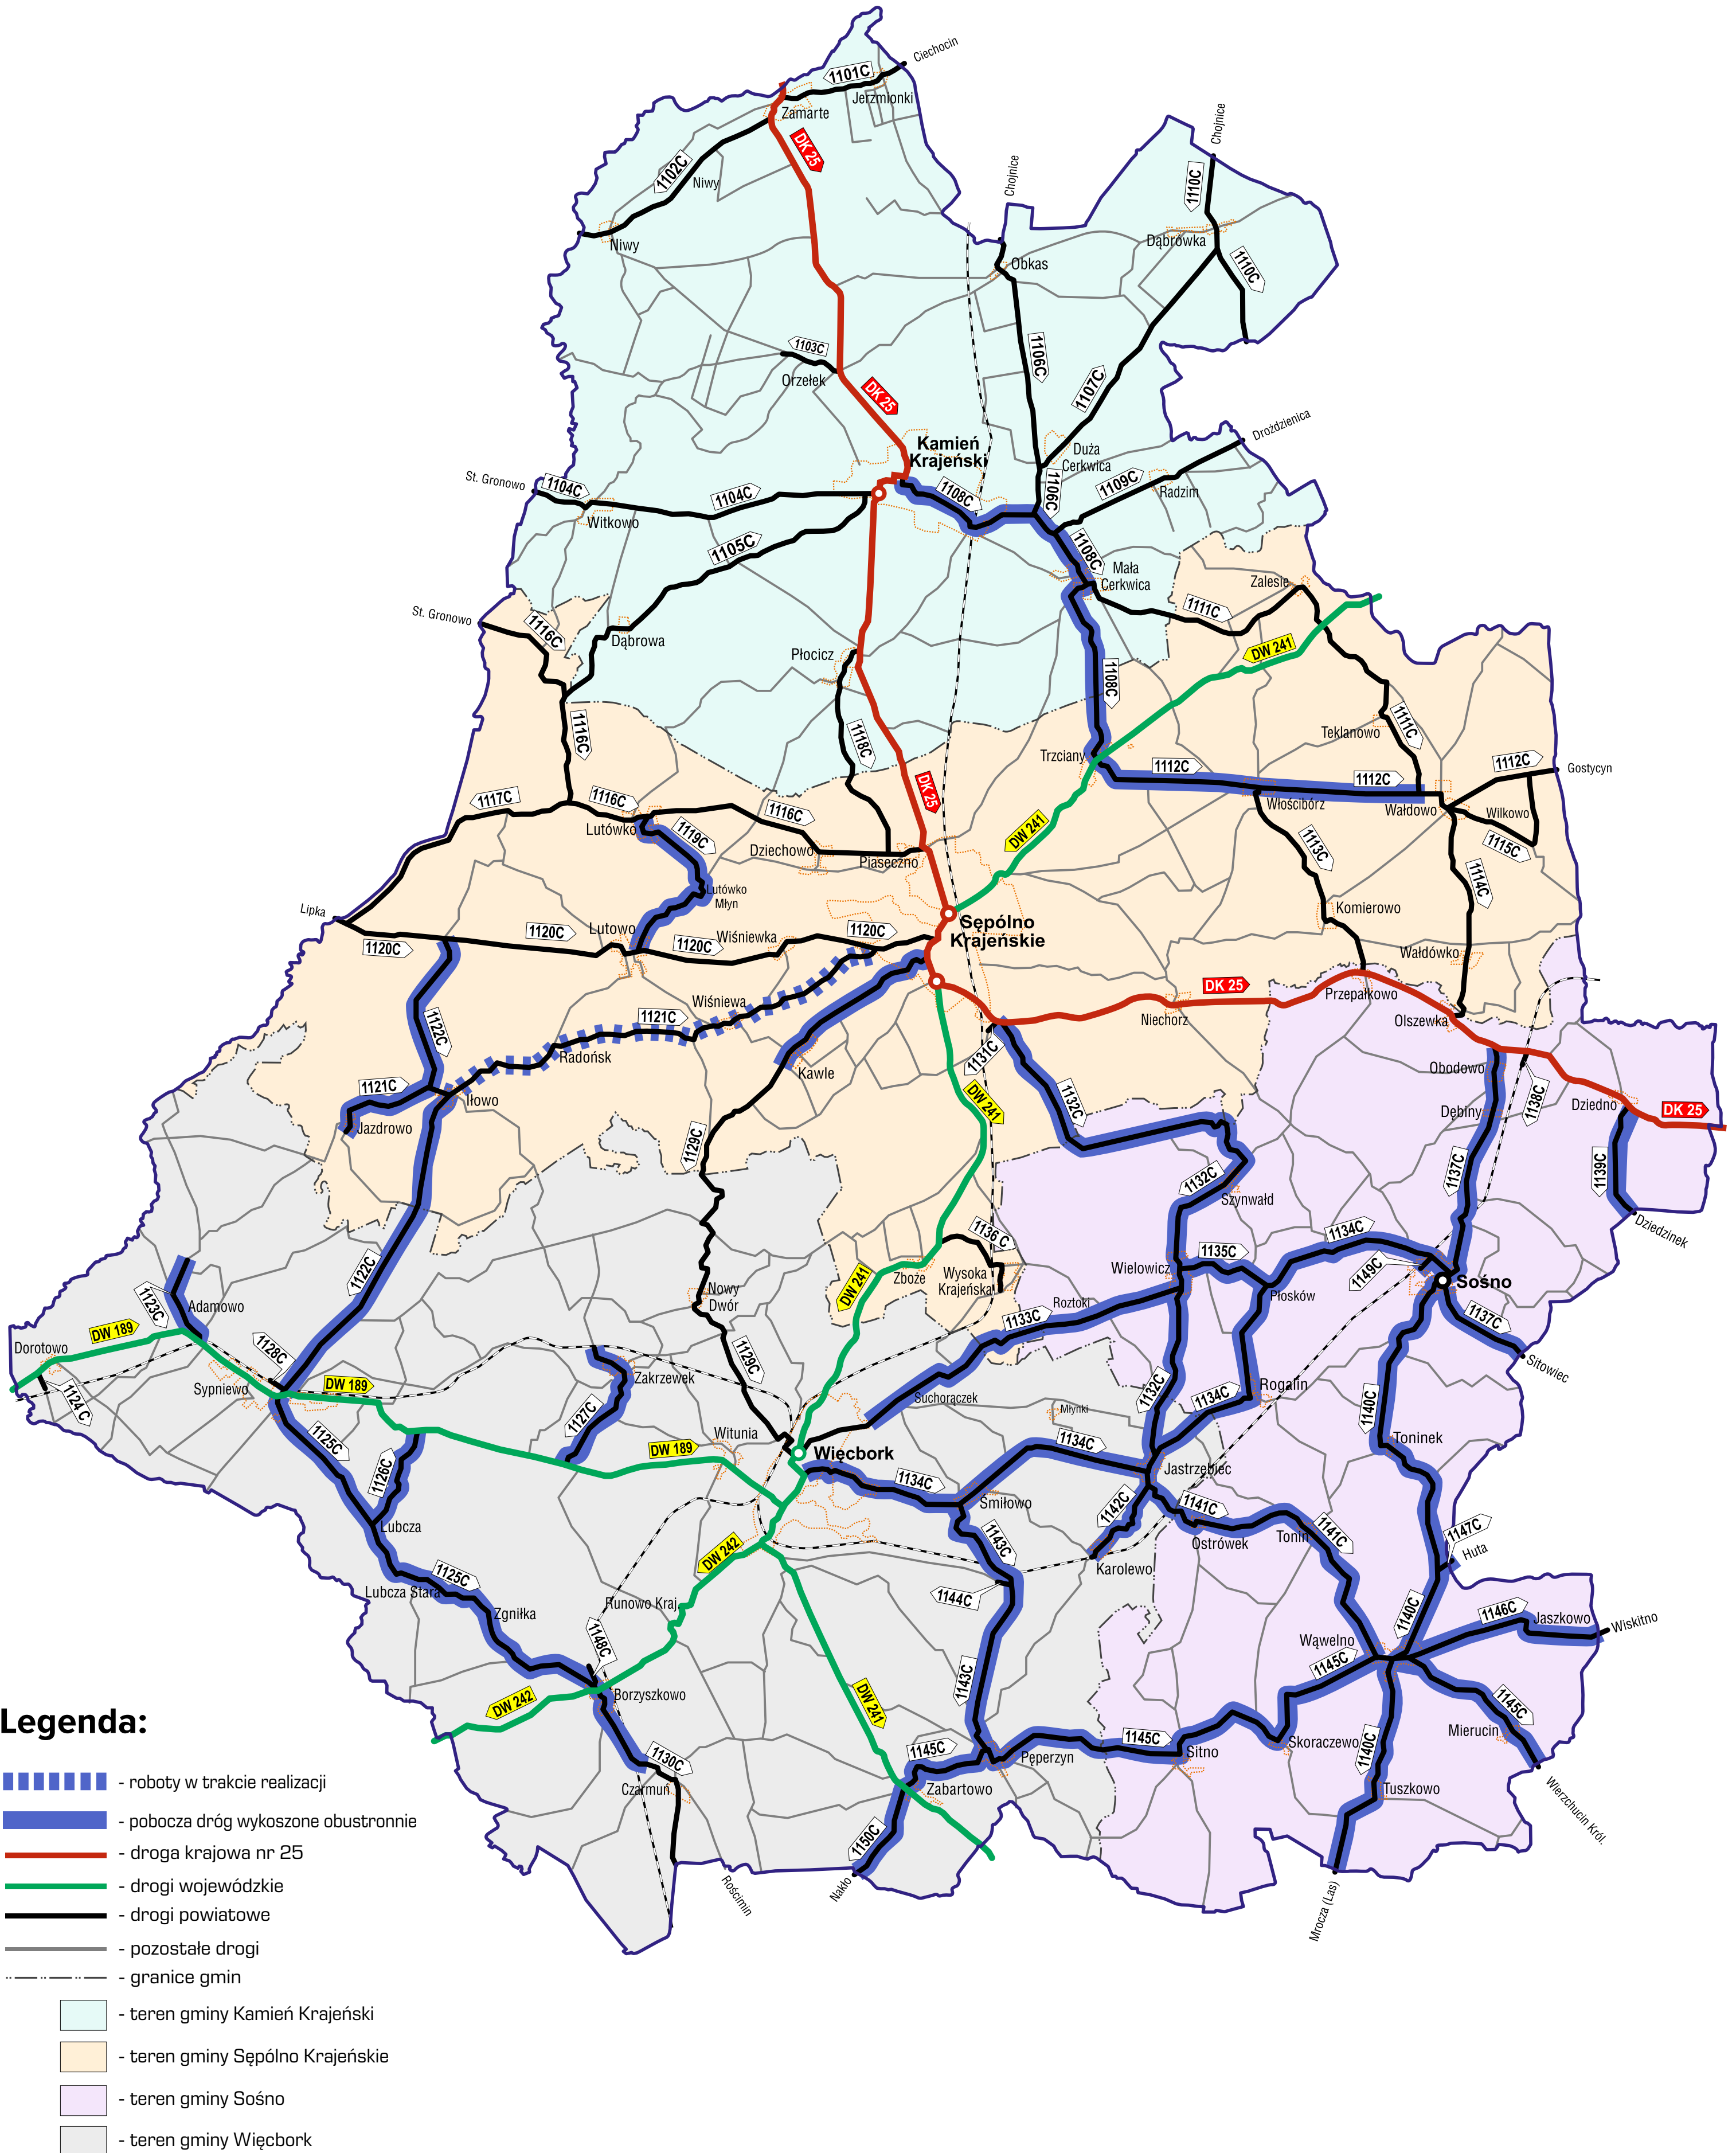 Ciechocin
1101C
Jerzmionki
Zamarte
DK 25
1102C
Niwy
Niwy
Chojnice
Chojnice
1110C
Dąbrówka
1110C
Obkas
1103C
Orzełek
1106C
1107C
DK 25
Kamień
Krajeński
Duża
Cerkwica
Drożdzienica
St. Gronowo
1104C
1104C
Witkowo
1108C
1106C
1109C
Radzim
1105C
1108C
Mała
Cerkwica
Zalesie
St. Gronowo
1116C
Dąbrowa
1111C
DW 241
Płocicz
1108C
1116C
1118C
Teklanowo
1111C
Trzciany
1112C
1112C
1112C
Gostycyn
DK 25
1117C
1116C
1116C
Włościbórz
Wałdowo
Wilkowo
Lutówko
1119C
Dziechowo
Piaseczno
DW 241
1113C
1115C
Lutówko
Młyn
1114C
Lipka
Komierowo
Sepólno
Krajeńskie
1120C
1120C
Lutowo
1120C
Wiśniewka
1120C
Wałdówko
1122C
Wiśniewa
1121C
DK 25
Przepałkowo
Niechorz
Olszewka
Radońsk
Kawle
1131C
Obodowo
1138C
1121C
Iłowo
Jazdrowo
DW 241
1132C
Dębiny
Dziedno
DK 25
1129C
1137C
1139C
1132C
Szynwałd
Dziedzinek
1122C
1136 C
1134C
1135C
Wielowicz
Zboże
Wysoka
Krajeńska
1149C
Sośno
1123C
Adamowo
DW 241
Nowy
Dwór
Roztoki
1133C
Płosków
1137C
Dorotowo
DW 189
1128C
1129C
Sitowiec
Sypniewo
DW 189
Zakrzewek
1124 C
1127C
Suchorączek
1132C
1134C
Rogalin
Młynki
1140C
1125C
Witunia
DW 189
Więcbork
1134C
Toninek
1126C
1134C
Jastrzębiec
Lubcza
Śmiłowo
1142C
1141C
Ostrówek
Tonin
1141C
1147C
Huta
DW 242
1143C
Karolewo
1125C
Lubcza Stara
Zgniłka
Runowo Kraj.
1144C
1140C
1146C
Jaszkowo
Wiskitno
1148C
Wąwelno
1145C
DW 242
Borzyszkowo
DW 241
1143C
1145C
Mierucin
1130C
Czarmuń
1145C
Pęperzyn
1145C
Sitno
Skoraczewo
1140C
Zabartowo
Tuszkowo
Wierzchucin Król.
1150C
Nakło
Rościmin
Mrocza (Las)
Legenda:
- roboty w trakcie realizacji
- pobocza dróg wykoszone obustronnie
- droga krajowa nr 25
- drogi wojewódzkie
- drogi powiatowe
- pozostałe drogi
- granice gmin
- teren gminy Kamień Krajeński
- teren gminy Sępólno Krajeńskie
- teren gminy Sośno
- teren gminy Więcbork